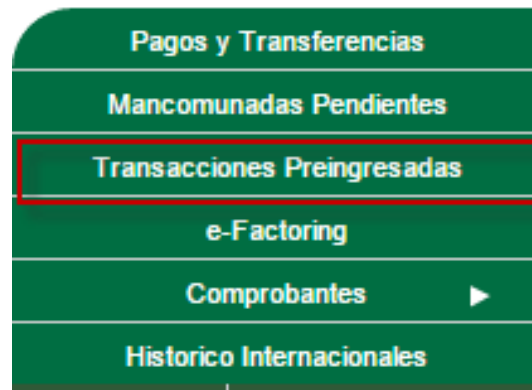 Pagos y Transferencias
Mancomunadas Pendientes
Transacciones Preingresadas
e-Factoring
Comprobantes
Historico Internacionales